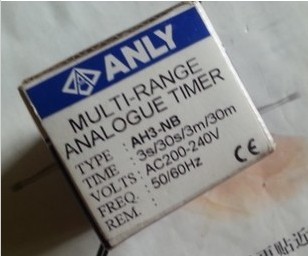 ANLY
MULTI-RANGE
ANALOGUE TIMER
TYPE : AH3-NB
TIME : 3s/30s/3m/30m
VOLTS : AC200-240V
FREQ. : 50/60Hz
REM. :
CE